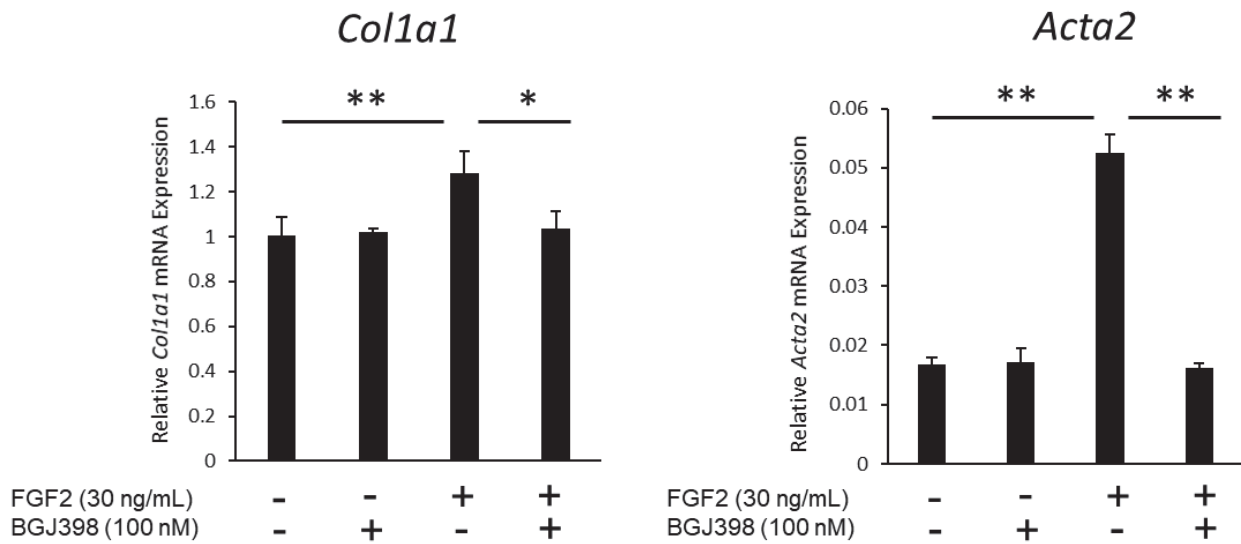 Col1a1
Relative Col1a1 mRNA Expression
1.6
1.4
1.2
1
0.8
0.6
0.4
0.2
0
** *
FGF2 (30 ng/mL) - - + +
BGJ398 (100 nM) - + - +
Acta2
Relative Acta2 mRNA Expression
0.06
0.05
0.04
0.03
0.02
0.01
0
** **
FGF2 (30 ng/mL) - - + +
BGJ398 (100 nM) - + - +